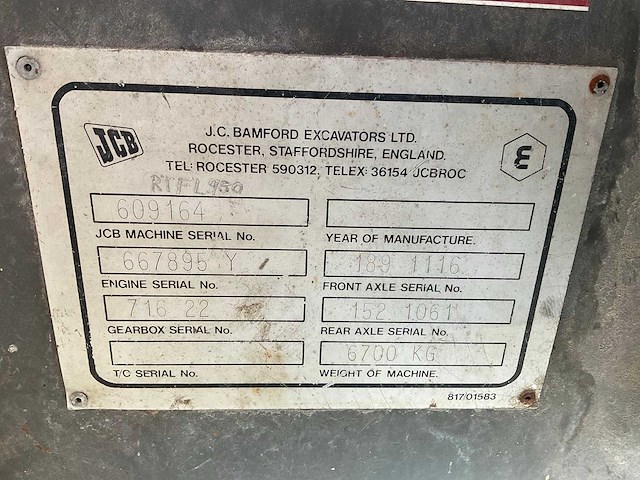 JCB
J.C. BAMFORD EXCAVATORS LTD.
ROCESTER, STAFFORDSHIRE, ENGLAND.
TEL: ROCESTER 590312, TELEX: 36154 JCBROC
ε
RTFL950
609164
JCB MACHINE SERIAL No.
YEAR OF MANUFACTURE.
667895 Y
189 1116
ENGINE SERIAL No.
FRONT AXLE SERIAL No.
716 22
152 1061
GEARBOX SERIAL No.
REAR AXLE SERIAL No.
6700 KG
T/C SERIAL No.
WEIGHT OF MACHINE.
817/01583